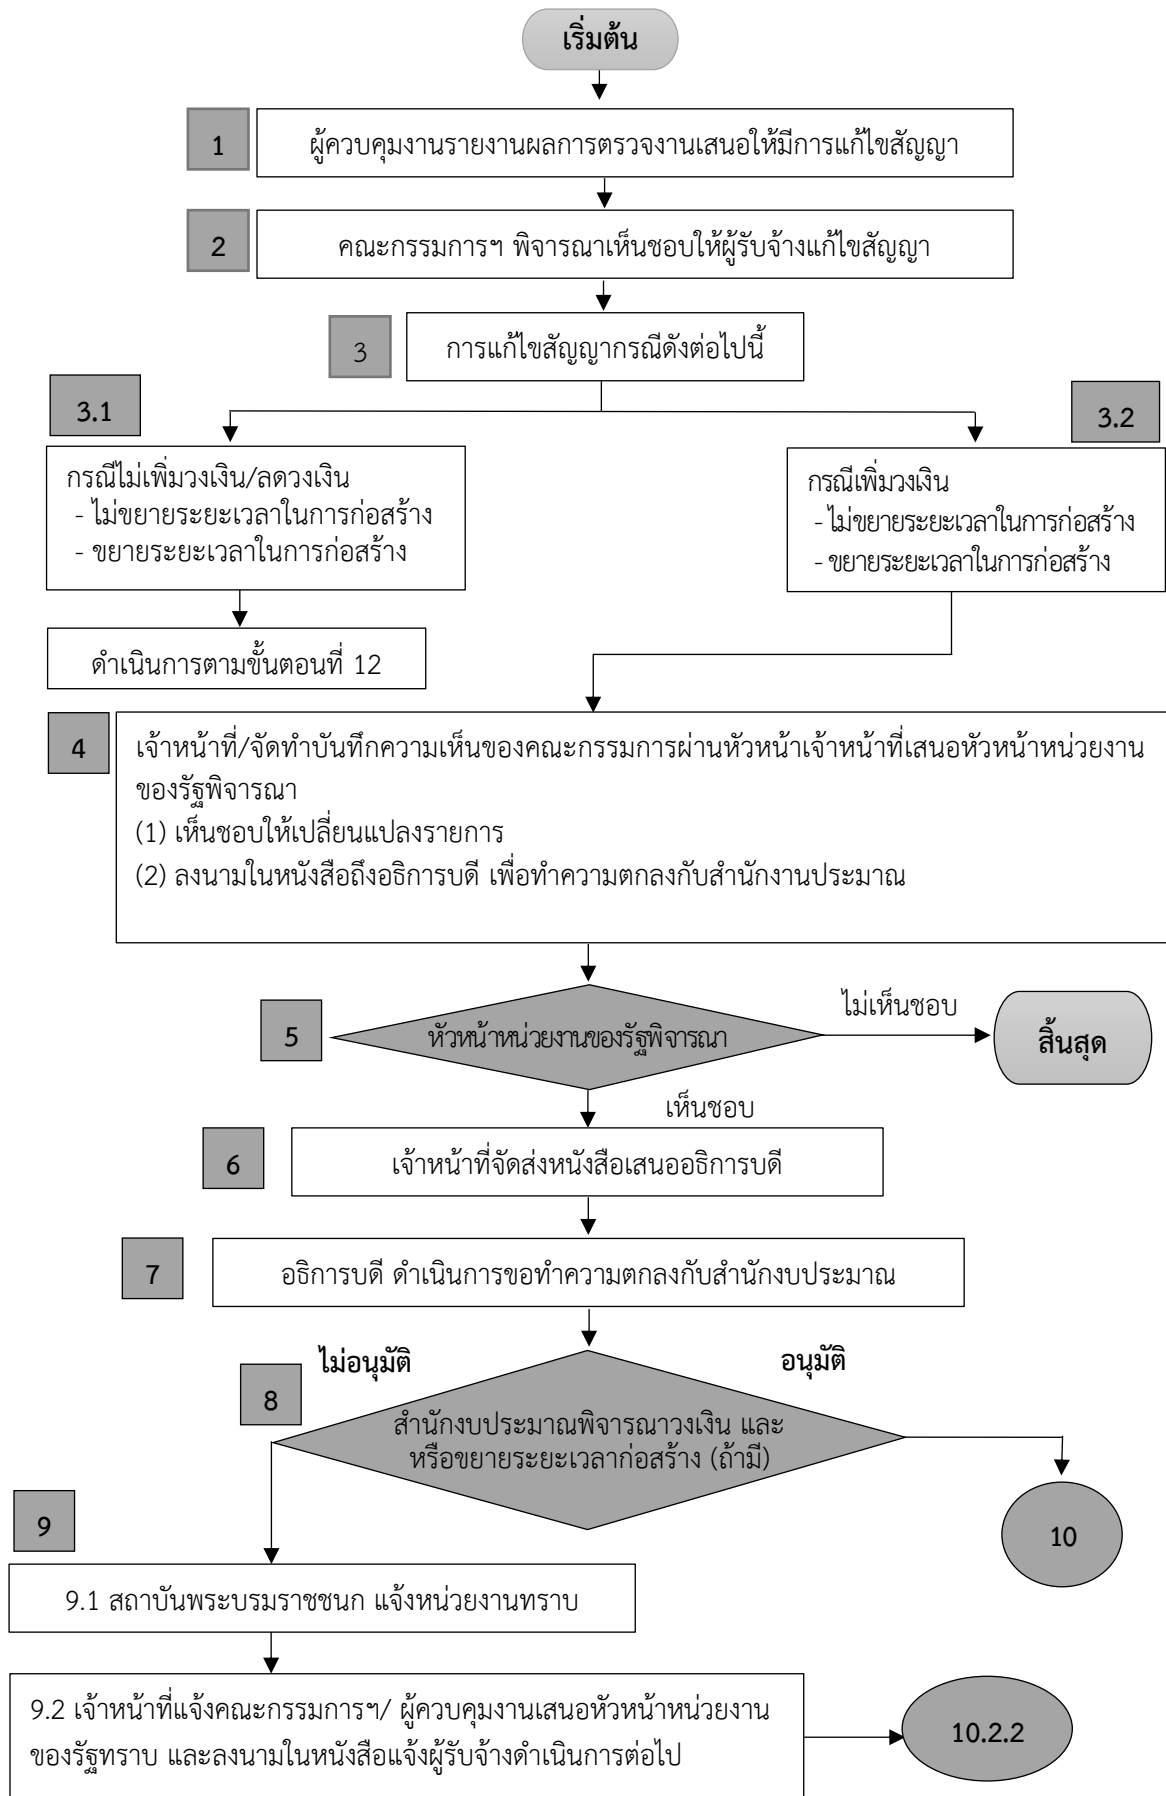 เริ่มต้น
1
ผู้ควบคุมงานรายงานผลการตรวจงานเสนอให้มีการแก้ไขสัญญา
2
คณะกรรมการฯ พิจารณาเห็นชอบให้ผู้รับจ้างแก้ไขสัญญา
3
การแก้ไขสัญญากรณีดังต่อไปนี้
3.1
3.2
กรณีไม่เพิ่มวงเงิน/ลดวงเงิน
- ไม่ขยายระยะเวลาในการก่อสร้าง
- ขยายระยะเวลาในการก่อสร้าง
กรณีเพิ่มวงเงิน
- ไม่ขยายระยะเวลาในการก่อสร้าง
- ขยายระยะเวลาในการก่อสร้าง
ดำเนินการตามขั้นตอนที่ 12
4
เจ้าหน้าที่/จัดทำบันทึกความเห็นของคณะกรรมการผ่านหัวหน้าเจ้าหน้าที่เสนอหัวหน้าหน่วยงาน
ของรัฐพิจารณา
(1) เห็นชอบให้เปลี่ยนแปลงรายการ
(2) ลงนามในหนังสือถึงอธิการบดี เพื่อทำความตกลงกับสำนักงานประมาณ
5
หัวหน้าหน่วยงานของรัฐพิจารณา
ไม่เห็นชอบ
สิ้นสุด
เห็นชอบ
6
เจ้าหน้าที่จัดส่งหนังสือเสนออธิการบดี
7
อธิการบดี ดำเนินการขอทำความตกลงกับสำนักงบประมาณ
ไม่อนุมัติ
อนุมัติ
8
สำนักงบประมาณพิจารณาวงเงิน และ
หรือขยายระยะเวลาก่อสร้าง (ถ้ามี)
9
10
9.1 สถาบันพระบรมราชชนก แจ้งหน่วยงานทราบ
9.2 เจ้าหน้าที่แจ้งคณะกรรมการฯ/ ผู้ควบคุมงานเสนอหัวหน้าหน่วยงาน
ของรัฐทราบ และลงนามในหนังสือแจ้งผู้รับจ้างดำเนินการต่อไป
10.2.2